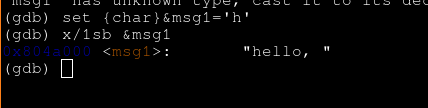 'msg1' has unknown type; cast it to its dec
(gdb) set {char}&msg1='h'
(gdb) x/1sb &msg1
0x804a000 <msg1>: "hello, "
(gdb)